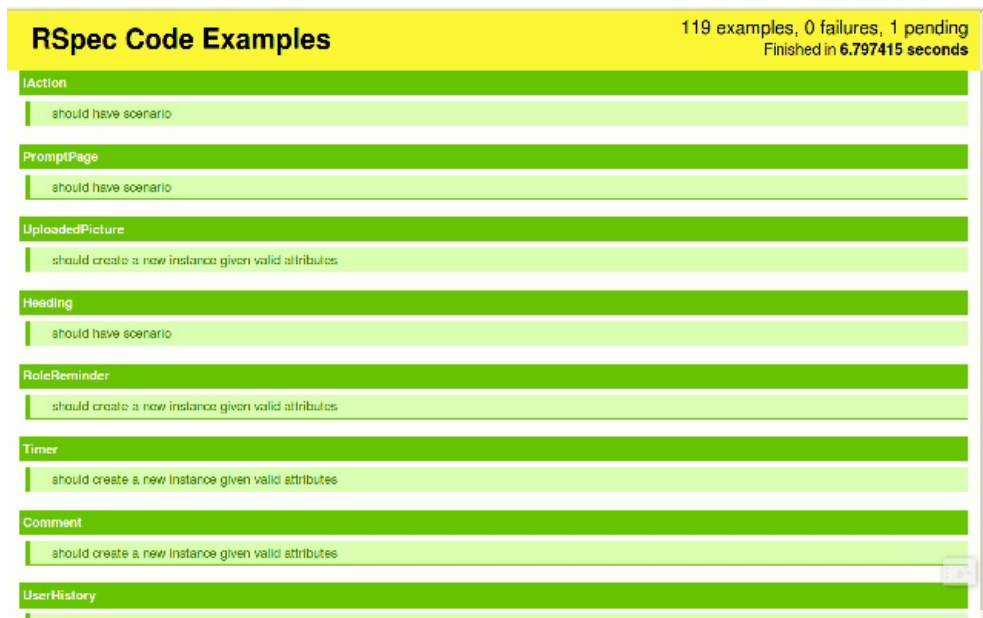 RSpec Code Examples
119 examples, 0 failures, 1 pending
Finished in 6.797415 seconds
IAction
should have scenario
PromptPage
should have scenario
UploadedPicture
should create a new instance given valid attributes
Heading
should have scenario
RoleReminder
should create a new instance given valid attributes
Timer
should create a new instance given valid attributes
Comment
should create a new instance given valid attributes
UserHistory